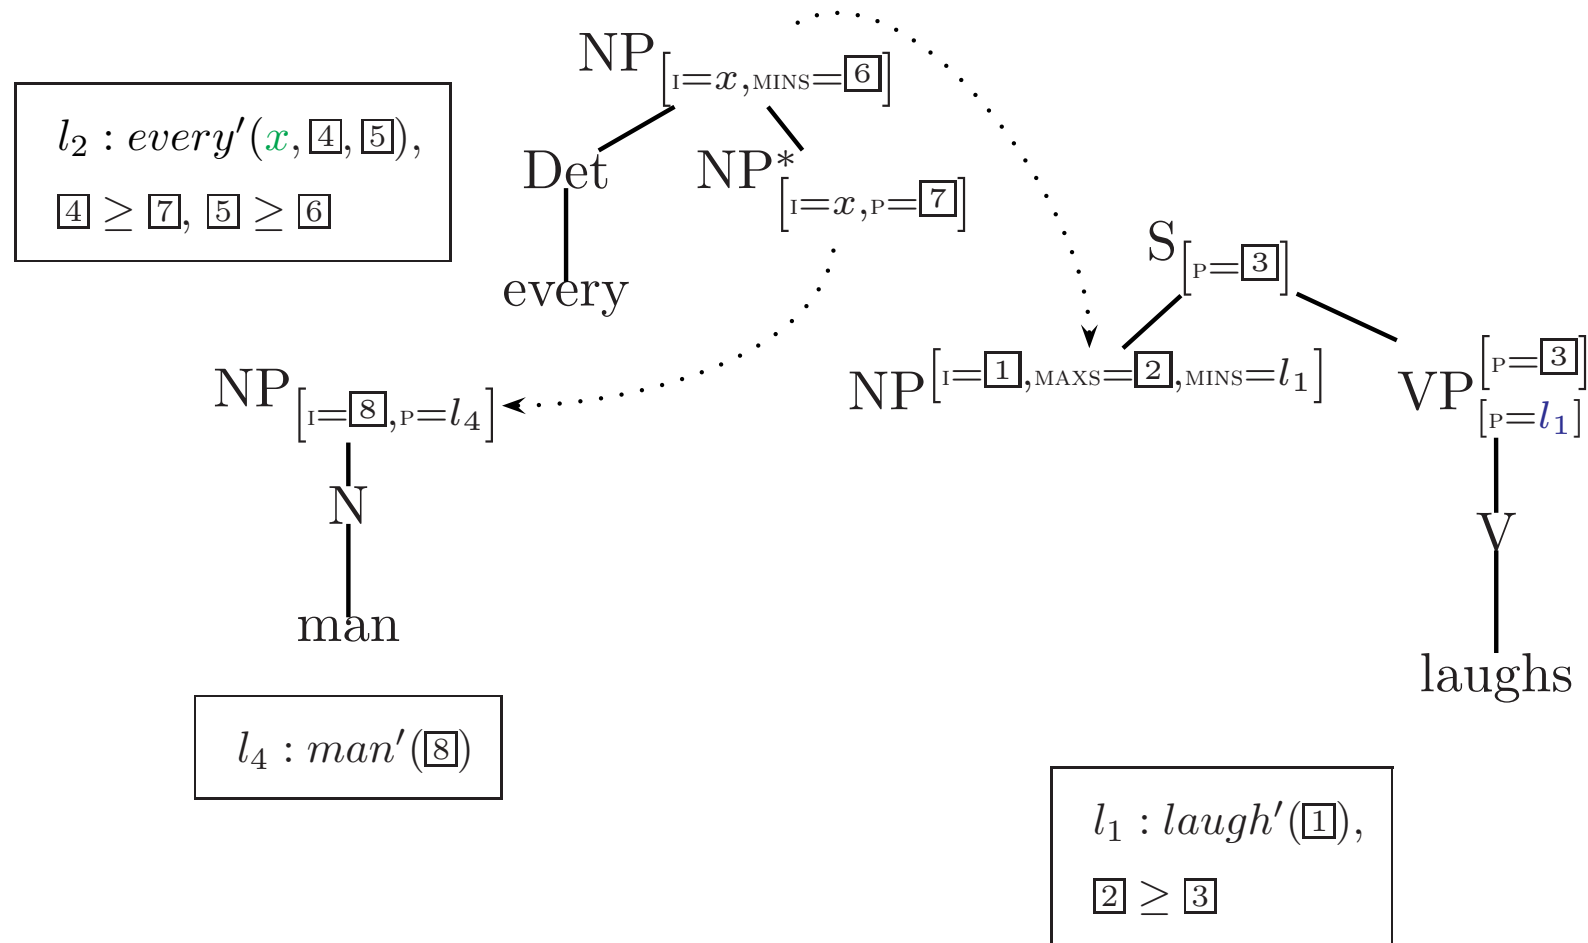 NP[I=x,MINS=6]
l2 : every′(x, 4, 5),
4 ≥ 7, 5 ≥ 6
Det NP*[I=x,P=7]
every
S[P=3]
NP[I=1,MAXS=2,MINS=l1]
VP[P=3][P=l1]
NP[I=8,P=l4]
N
V
man
laughs
l4 : man′(8)
l1 : laugh′(1),
2 ≥ 3